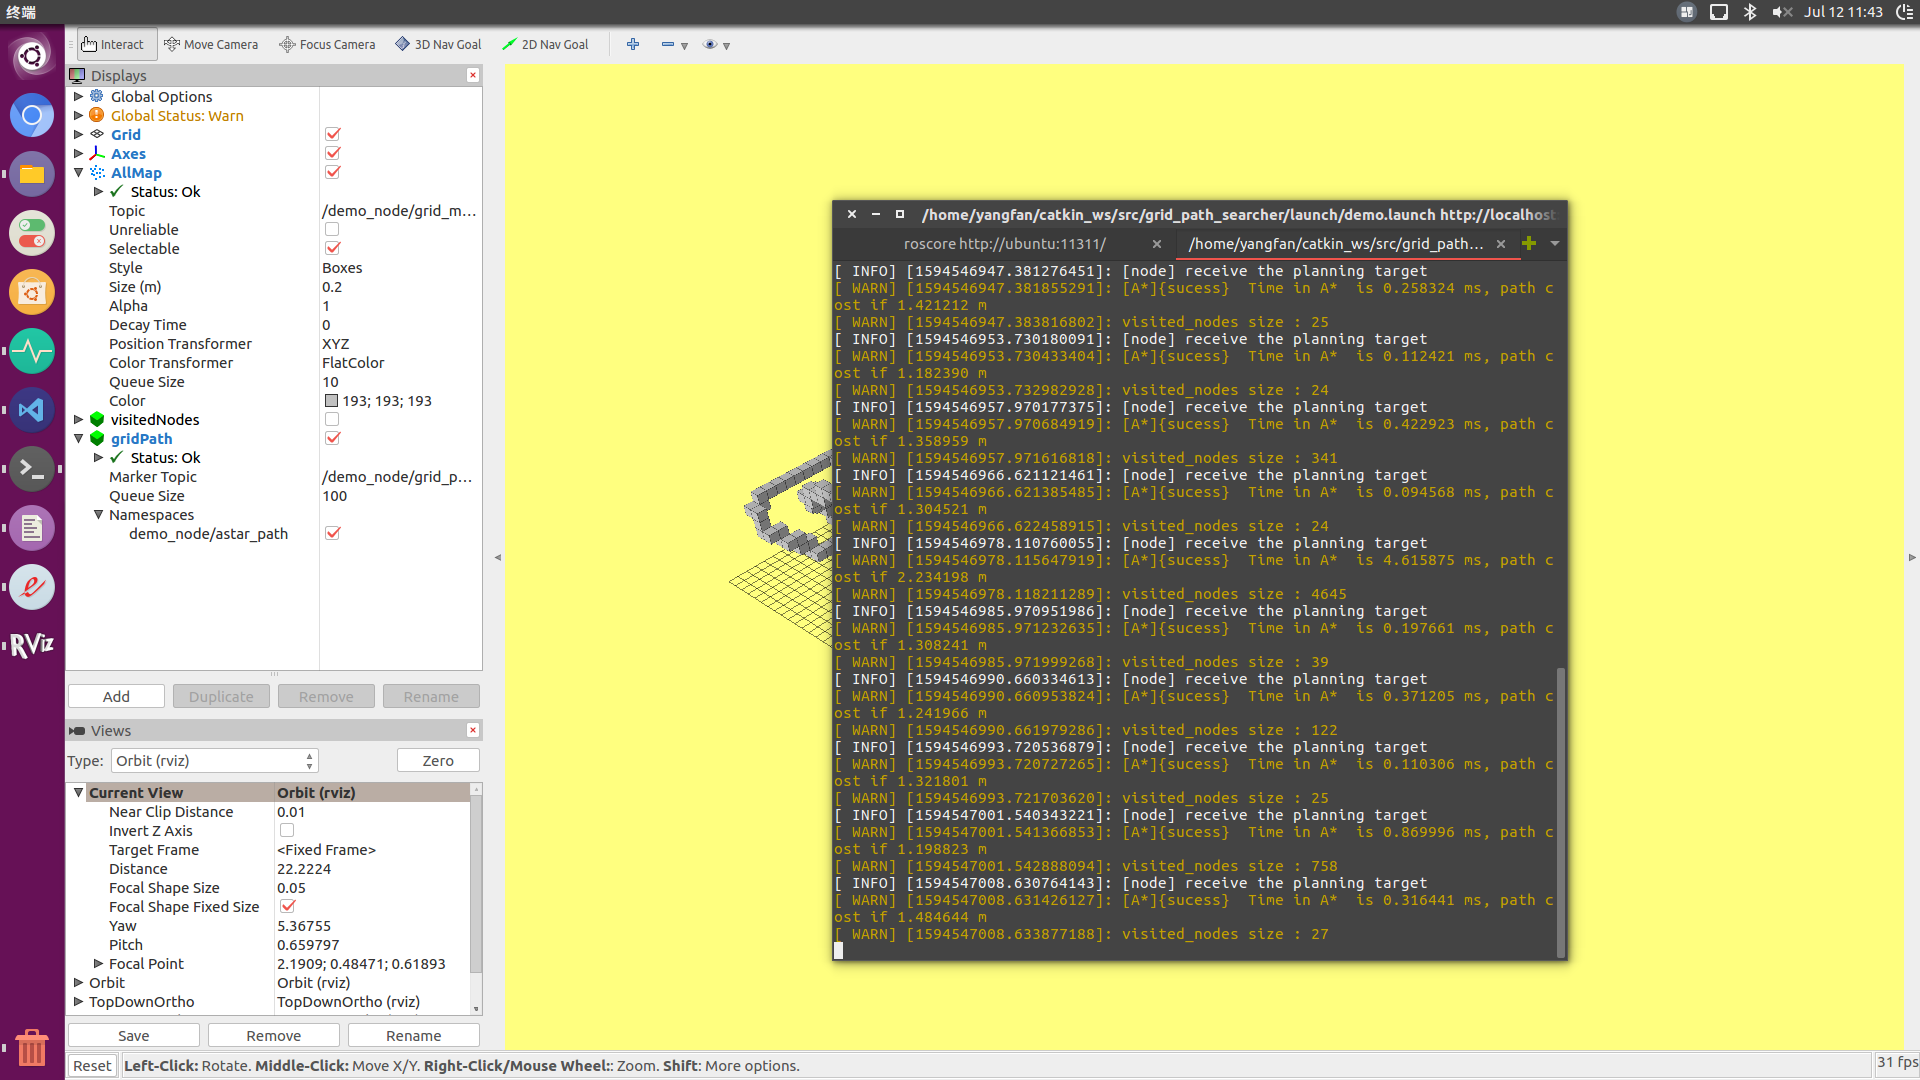 终端
Jul 12 11:43
Interact
Move Camera
Focus Camera
3D Nav Goal
2D Nav Goal
Displays
Global Options
Global Status: Warn
Grid
Axes
AllMap
Status: Ok
Topic /demo_node/grid_m...
Unreliable
Selectable
Style Boxes
Size (m) 0.2
Alpha 1
Decay Time 0
Position Transformer XYZ
Color Transformer FlatColor
Queue Size 10
Color 193; 193; 193
visitedNodes
gridPath
Status: Ok
Marker Topic /demo_node/grid_p...
Queue Size 100
Namespaces
demo_node/astar_path
Add Duplicate Remove Rename
Views
Type: Orbit (rviz) Zero
Current View Orbit (rviz)
Near Clip Distance 0.01
Invert Z Axis
Target Frame <Fixed Frame>
Distance 22.2224
Focal Shape Size 0.05
Focal Shape Fixed Size
Yaw 5.36755
Pitch 0.659797
Focal Point 2.1909; 0.48471; 0.61893
Orbit Orbit (rviz)
TopDownOrtho TopDownOrtho (rviz)
Save Remove Rename
Reset Left-Click: Rotate. Middle-Click: Move X/Y. Right-Click/Mouse Wheel:: Zoom. Shift: More options.
31 fps
RViz
/home/yangfan/catkin_ws/src/grid_path_searcher/launch/demo.launch http://localhost:
roscore http://ubuntu:11311/
/home/yangfan/catkin_ws/src/grid_path...
[ INFO] [1594546947.381276451]: [node] receive the planning target
[ WARN] [1594546947.381855291]: [A*]{sucess}  Time in A*  is 0.258324 ms, path c
ost if 1.421212 m
[ WARN] [1594546947.383816802]: visited_nodes size : 25
[ INFO] [1594546953.730180091]: [node] receive the planning target
[ WARN] [1594546953.730433404]: [A*]{sucess}  Time in A*  is 0.112421 ms, path c
ost if 1.182390 m
[ WARN] [1594546953.732982928]: visited_nodes size : 24
[ INFO] [1594546957.970177375]: [node] receive the planning target
[ WARN] [1594546957.970684919]: [A*]{sucess}  Time in A*  is 0.422923 ms, path c
ost if 1.358959 m
[ WARN] [1594546957.971616818]: visited_nodes size : 341
[ INFO] [1594546966.621121461]: [node] receive the planning target
[ WARN] [1594546966.621385485]: [A*]{sucess}  Time in A*  is 0.094568 ms, path c
ost if 1.304521 m
[ WARN] [1594546966.622458915]: visited_nodes size : 24
[ INFO] [1594546978.110760055]: [node] receive the planning target
[ WARN] [1594546978.115647919]: [A*]{sucess}  Time in A*  is 4.615875 ms, path c
ost if 2.234198 m
[ WARN] [1594546978.118211289]: visited_nodes size : 4645
[ INFO] [1594546985.970951986]: [node] receive the planning target
[ WARN] [1594546985.971232635]: [A*]{sucess}  Time in A*  is 0.197661 ms, path c
ost if 1.308241 m
[ WARN] [1594546985.971999268]: visited_nodes size : 39
[ INFO] [1594546990.660334613]: [node] receive the planning target
[ WARN] [1594546990.660953824]: [A*]{sucess}  Time in A*  is 0.371205 ms, path c
ost if 1.241966 m
[ WARN] [1594546990.661979286]: visited_nodes size : 122
[ INFO] [1594546993.720536879]: [node] receive the planning target
[ WARN] [1594546993.720727265]: [A*]{sucess}  Time in A*  is 0.110306 ms, path c
ost if 1.321801 m
[ WARN] [1594546993.721703620]: visited_nodes size : 25
[ INFO] [1594547001.540343221]: [node] receive the planning target
[ WARN] [1594547001.541366853]: [A*]{sucess}  Time in A*  is 0.869996 ms, path c
ost if 1.198823 m
[ WARN] [1594547001.542888094]: visited_nodes size : 758
[ INFO] [1594547008.630764143]: [node] receive the planning target
[ WARN] [1594547008.631426127]: [A*]{sucess}  Time in A*  is 0.316441 ms, path c
ost if 1.484644 m
[ WARN] [1594547008.633877188]: visited_nodes size : 27